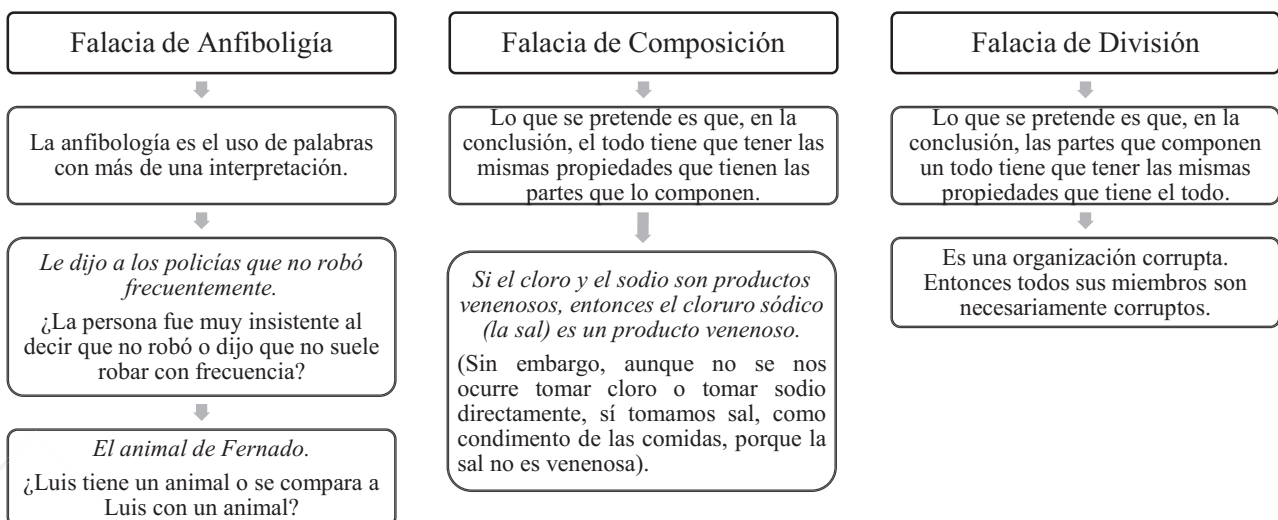 Falacia de Anfiboligía
La anfibología es el uso de palabras
con más de una interpretación.
Le dijo a los policías que no robó
frecuentemente.
¿La persona fue muy insistente al
decir que no robó o dijo que no suele
robar con frecuencia?
El animal de Fernado.
¿Luis tiene un animal o se compara a
Luis con un animal?
Falacia de Composición
Lo que se pretende es que, en la
conclusión, el todo tiene que tener las
mismas propiedades que tienen las
partes que lo componen.
Si el cloro y el sodio son productos
venenosos, entonces el cloruro sódico
(la sal) es un producto venenoso.
(Sin embargo, aunque no se nos
ocurre tomar cloro o tomar sodio
directamente, sí tomamos sal, como
condimento de las comidas, porque la
sal no es venenosa).
Falacia de División
Lo que se pretende es que, en la
conclusión, las partes que componen
un todo tiene que tener las mismas
propiedades que tiene el todo.
Es una organización corrupta.
Entonces todos sus miembros son
necesariamente corruptos.